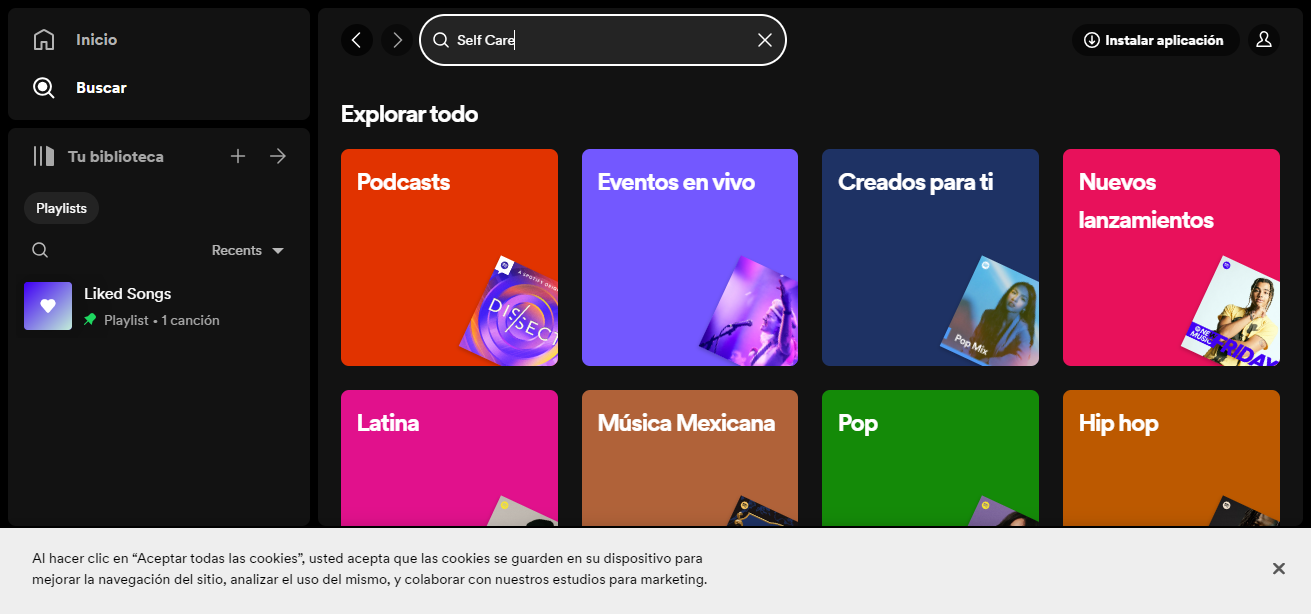 Inicio
Buscar
Tu biblioteca
Playlists
Recents
Liked Songs
Playlist • 1 canción
Self Care
Instalar aplicación
Explorar todo
Podcasts
A SPOTIFY ORIG
DISSECT
Eventos en vivo
Creados para ti
Pop Mix
Nuevos
lanzamientos
NE
MUSIC
FRIDAY
Latina
Música Mexicana
Pop
Hip hop
Al hacer clic en “Aceptar todas las cookies”, usted acepta que las cookies se guarden en su dispositivo para
mejorar la navegación del sitio, analizar el uso del mismo, y colaborar con nuestros estudios para marketing.